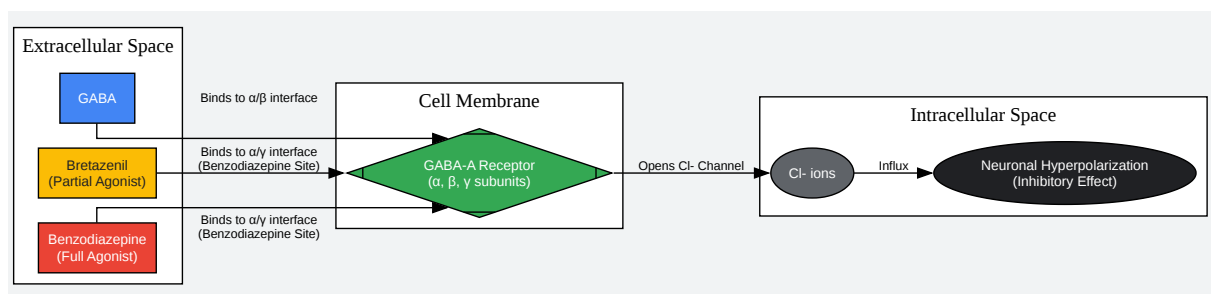 Extracellular Space
GABA
Bretazenil
(Partial Agonist)
Benzodiazepine
(Full Agonist)
Binds to α/β interface
Binds to α/γ interface
(Benzodiazepine Site)
Binds to α/γ interface
(Benzodiazepine Site)
Cell Membrane
GABA-A Receptor
(α, β, γ subunits)
Opens Cl- Channel
Intracellular Space
Cl- ions
Influx
Neuronal Hyperpolarization
(Inhibitory Effect)